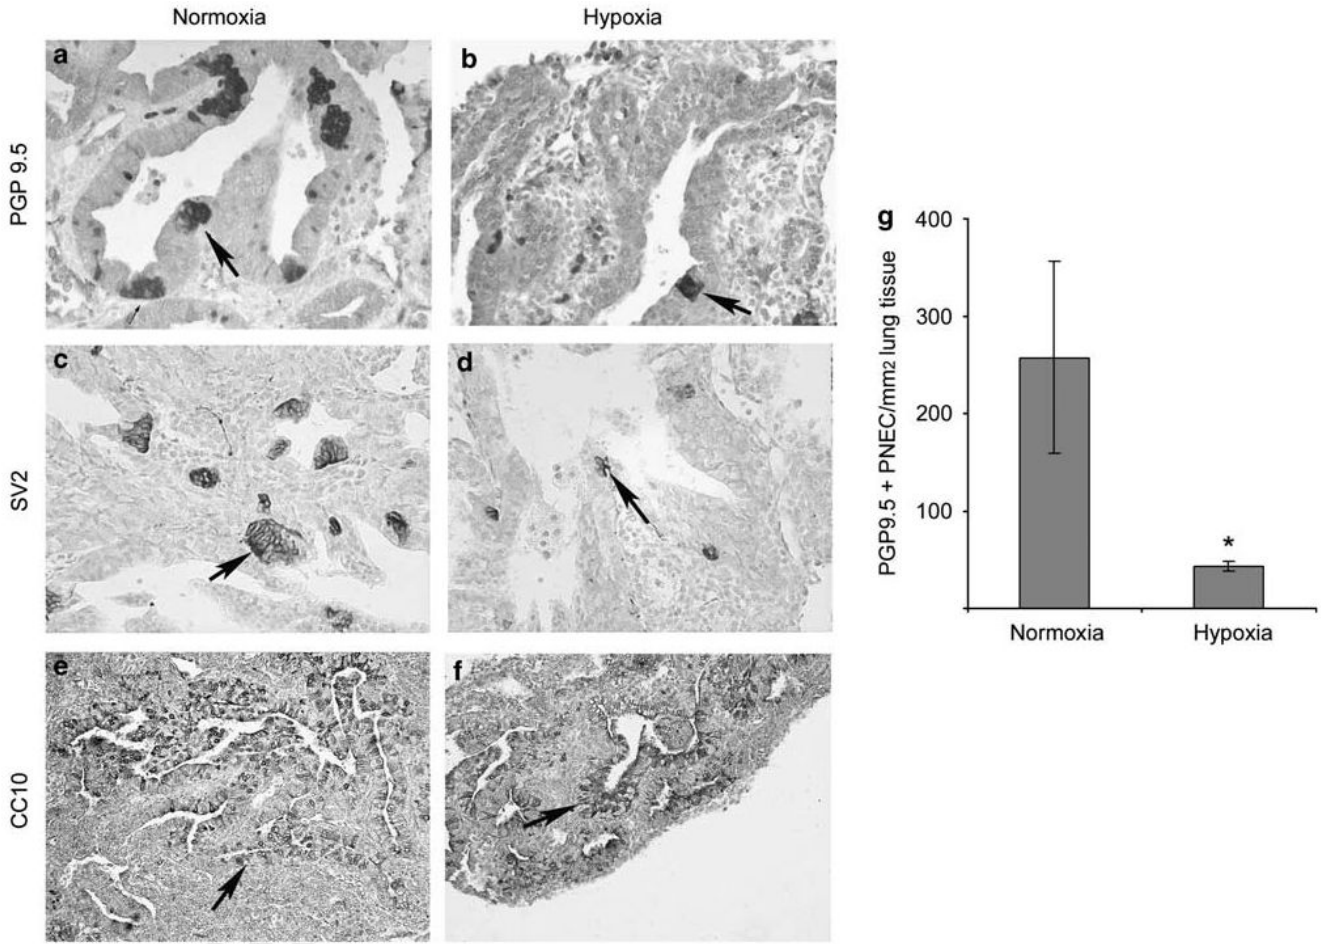 Normoxia
Hypoxia
a
b
PGP 9.5
c
d
SV2
e
f
CC10
g
400
300
200
100
PGP9.5 + PNEC/mm2 lung tissue
*
Normoxia
Hypoxia